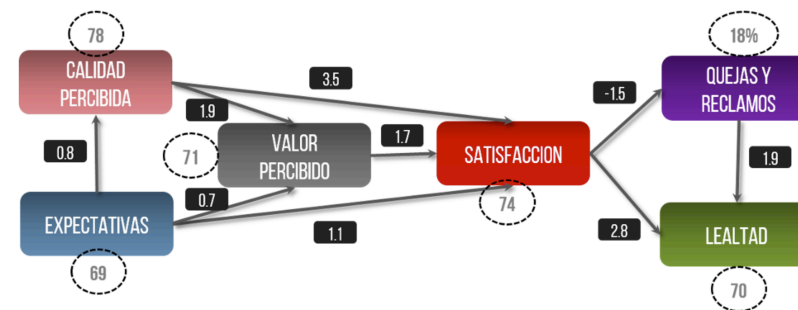 78
18%
CALIDAD
PERCIBIDA
3.5
QUEJAS Y
RECLAMOS
-1.5
1.9
0.8
71
VALOR
PERCIBIDO
1.7
SATISFACCION
1.9
EXPECTATIVAS
0.7
74
1.1
2.8
LEALTAD
69
70